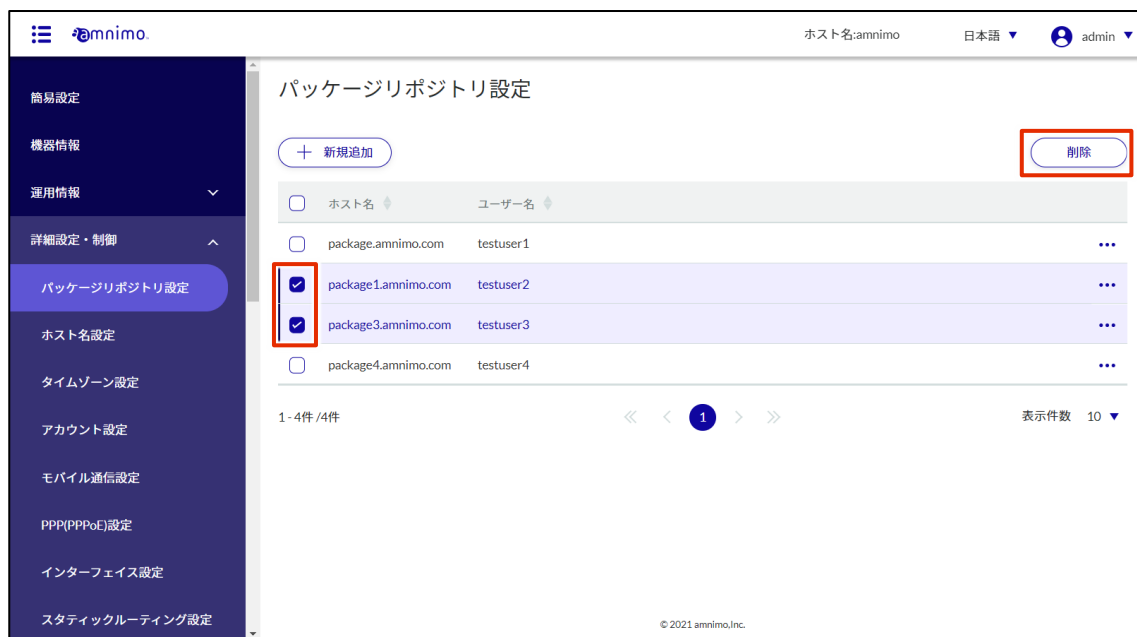 amnimo.
ホスト名:amnimo
日本語 ▼
admin ▼
簡易設定
機器情報
運用情報
詳細設定・制御
パッケージリポジトリ設定
ホスト名設定
タイムゾーン設定
アカウント設定
モバイル通信設定
PPP(PPPoE)設定
インターフェイス設定
スタティックルーティング設定
パッケージリポジトリ設定
+ 新規追加
削除
ホスト名 ユーザー名
package.amnimo.com testuser1 •••
package1.amnimo.com testuser2 •••
package3.amnimo.com testuser3 •••
package4.amnimo.com testuser4 •••
1 - 4件 /4件
1
表示件数 10 ▼
© 2021 amnimo,Inc.